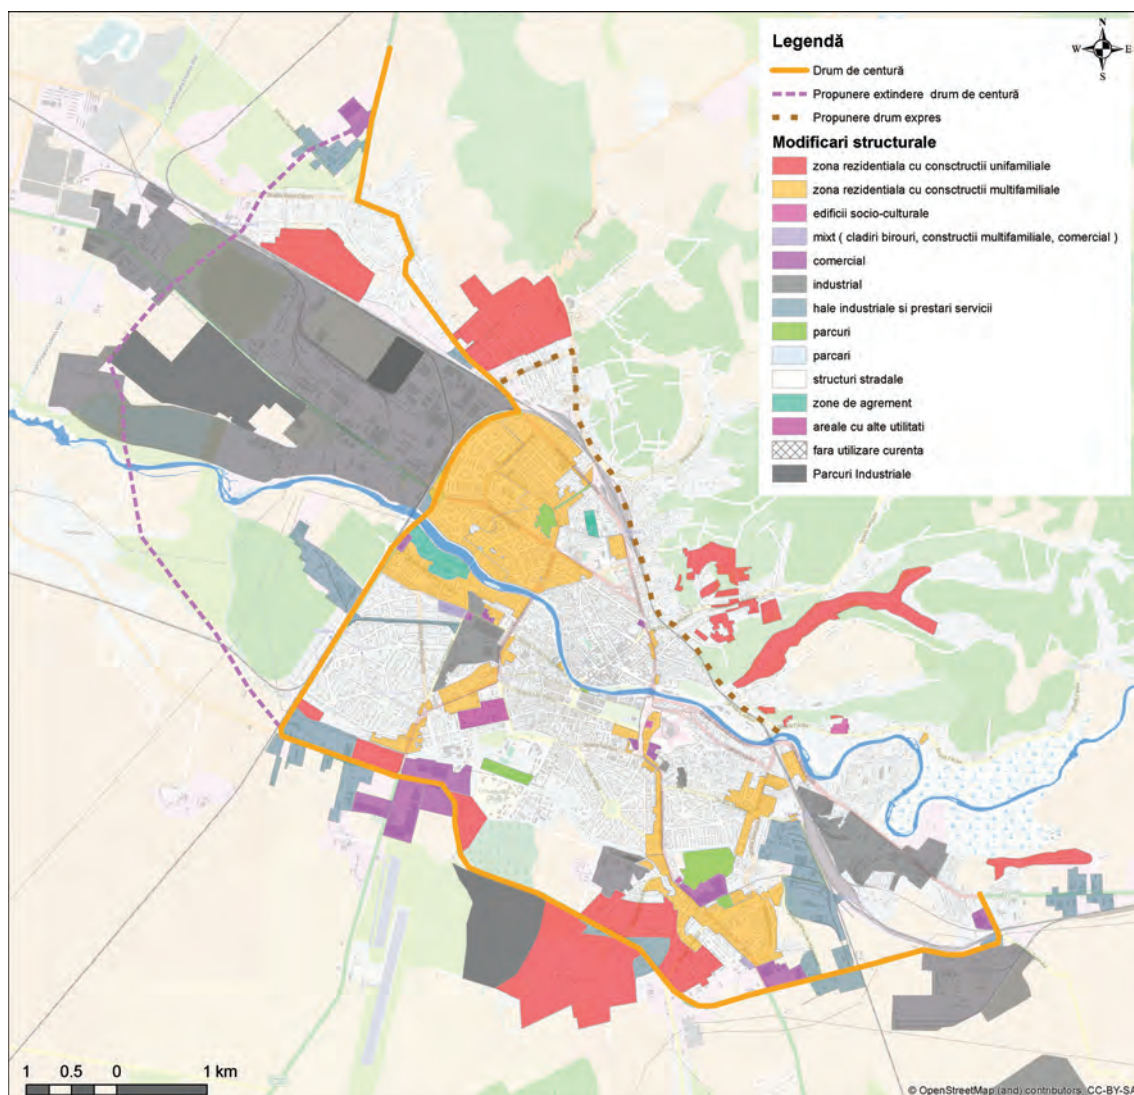 Legendă
N
W E
S
Drum de centură
Propunere extindere drum de centură
Propunere drum expres
Modificari structurale
zona rezidentiala cu consctructii unifamiliale
zona rezidentiala cu consctructii multifamiliale
edificii socio-culturale
mixt ( cladiri birouri, constructii multifamiliale, comercial )
comercial
industrial
hale industriale si prestari servicii
parcuri
parcari
structuri stradale
zone de agrement
areale cu alte utilitati
fara utilizare curenta
Parcuri Industriale
1 0.5 0 1 km
© OpenStreetMap (and) contributors, CC-BY-SA